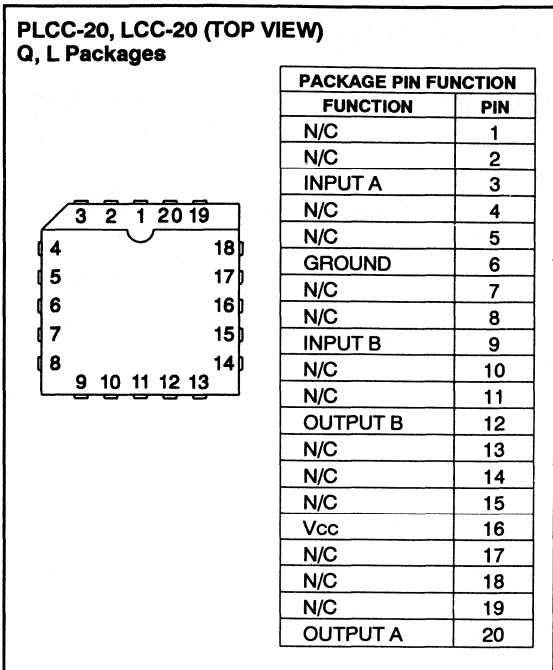 PLCC-20, LCC-20 (TOP VIEW)
Q, L Packages
3 2 1 20 19
4 18
5 17
6 16
7 15
8 14
9 10 11 12 13
PACKAGE PIN FUNCTION
FUNCTION PIN
N/C 1
N/C 2
INPUT A 3
N/C 4
N/C 5
GROUND 6
N/C 7
N/C 8
INPUT B 9
N/C 10
N/C 11
OUTPUT B 12
N/C 13
N/C 14
N/C 15
Vcc 16
N/C 17
N/C 18
N/C 19
OUTPUT A 20